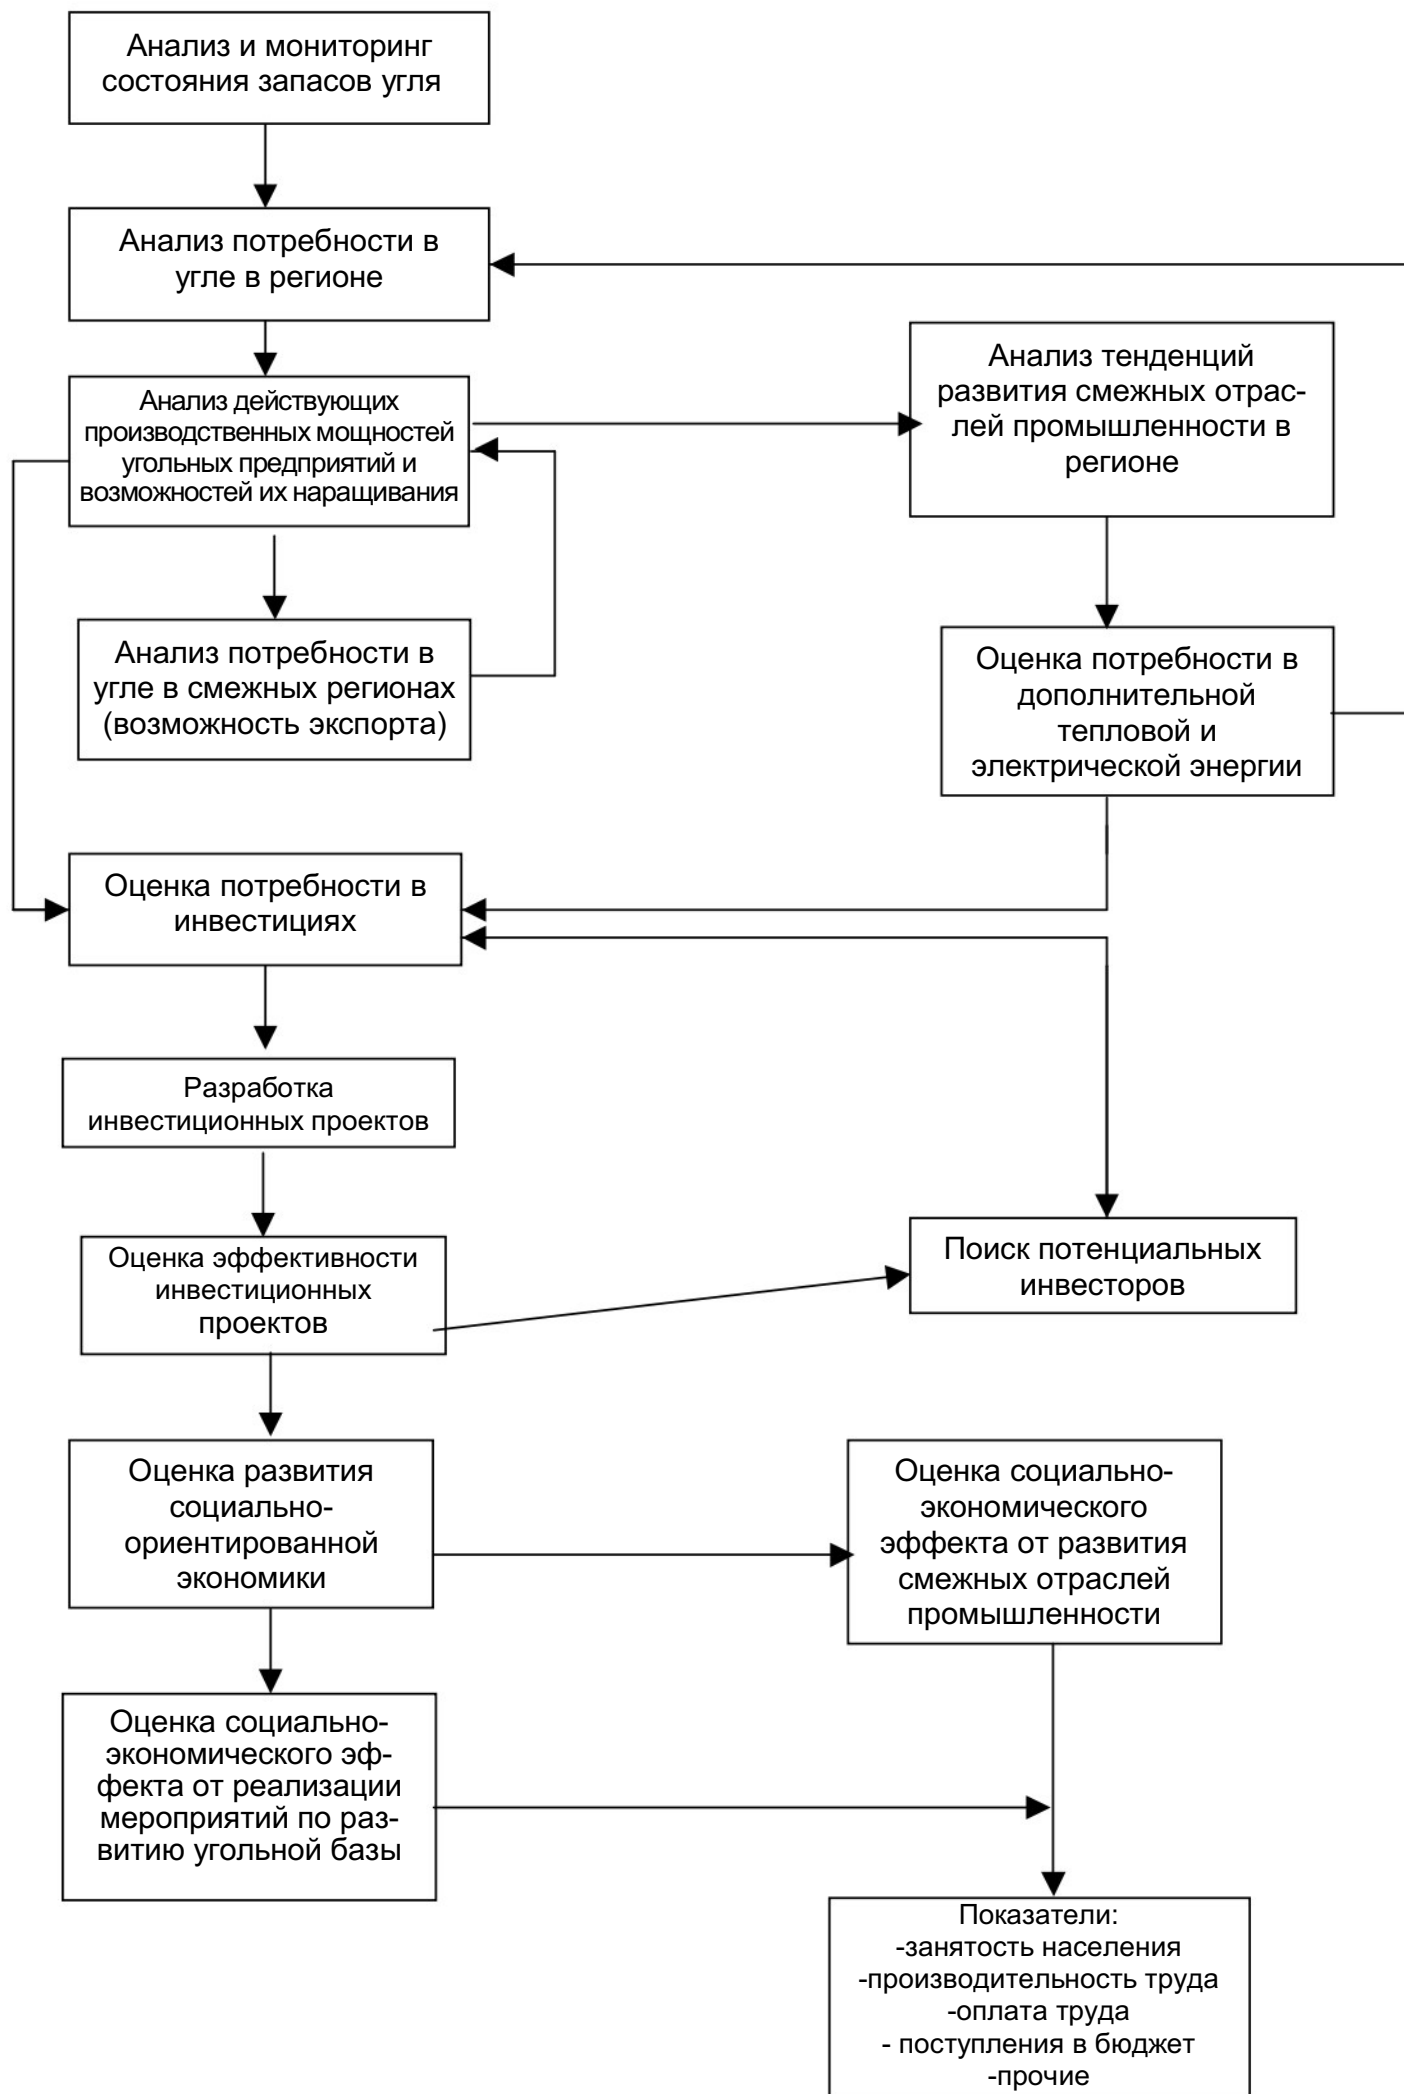 Анализ и мониторинг
состояния запасов угля
Анализ потребности в
угле в регионе
Анализ действующих
производственных мощностей
угольных предприятий и
возможностей их наращивания
Анализ тенденций
развития смежных отрас-
лей промышленности в
регионе
Анализ потребности в
угле в смежных регионах
(возможность экспорта)
Оценка потребности в
дополнительной
тепловой и
электрической энергии
Оценка потребности в
инвестициях
Разработка
инвестиционных проектов
Оценка эффективности
инвестиционных
проектов
Поиск потенциальных
инвесторов
Оценка развития
социально-
ориентированной
экономики
Оценка социально-
экономического
эффекта от развития
смежных отраслей
промышленности
Оценка социально-
экономического эф-
фекта от реализации
мероприятий по раз-
витию угольной базы
Показатели:
-занятость населения
-производительность труда
-оплата труда
- поступления в бюджет
-прочие